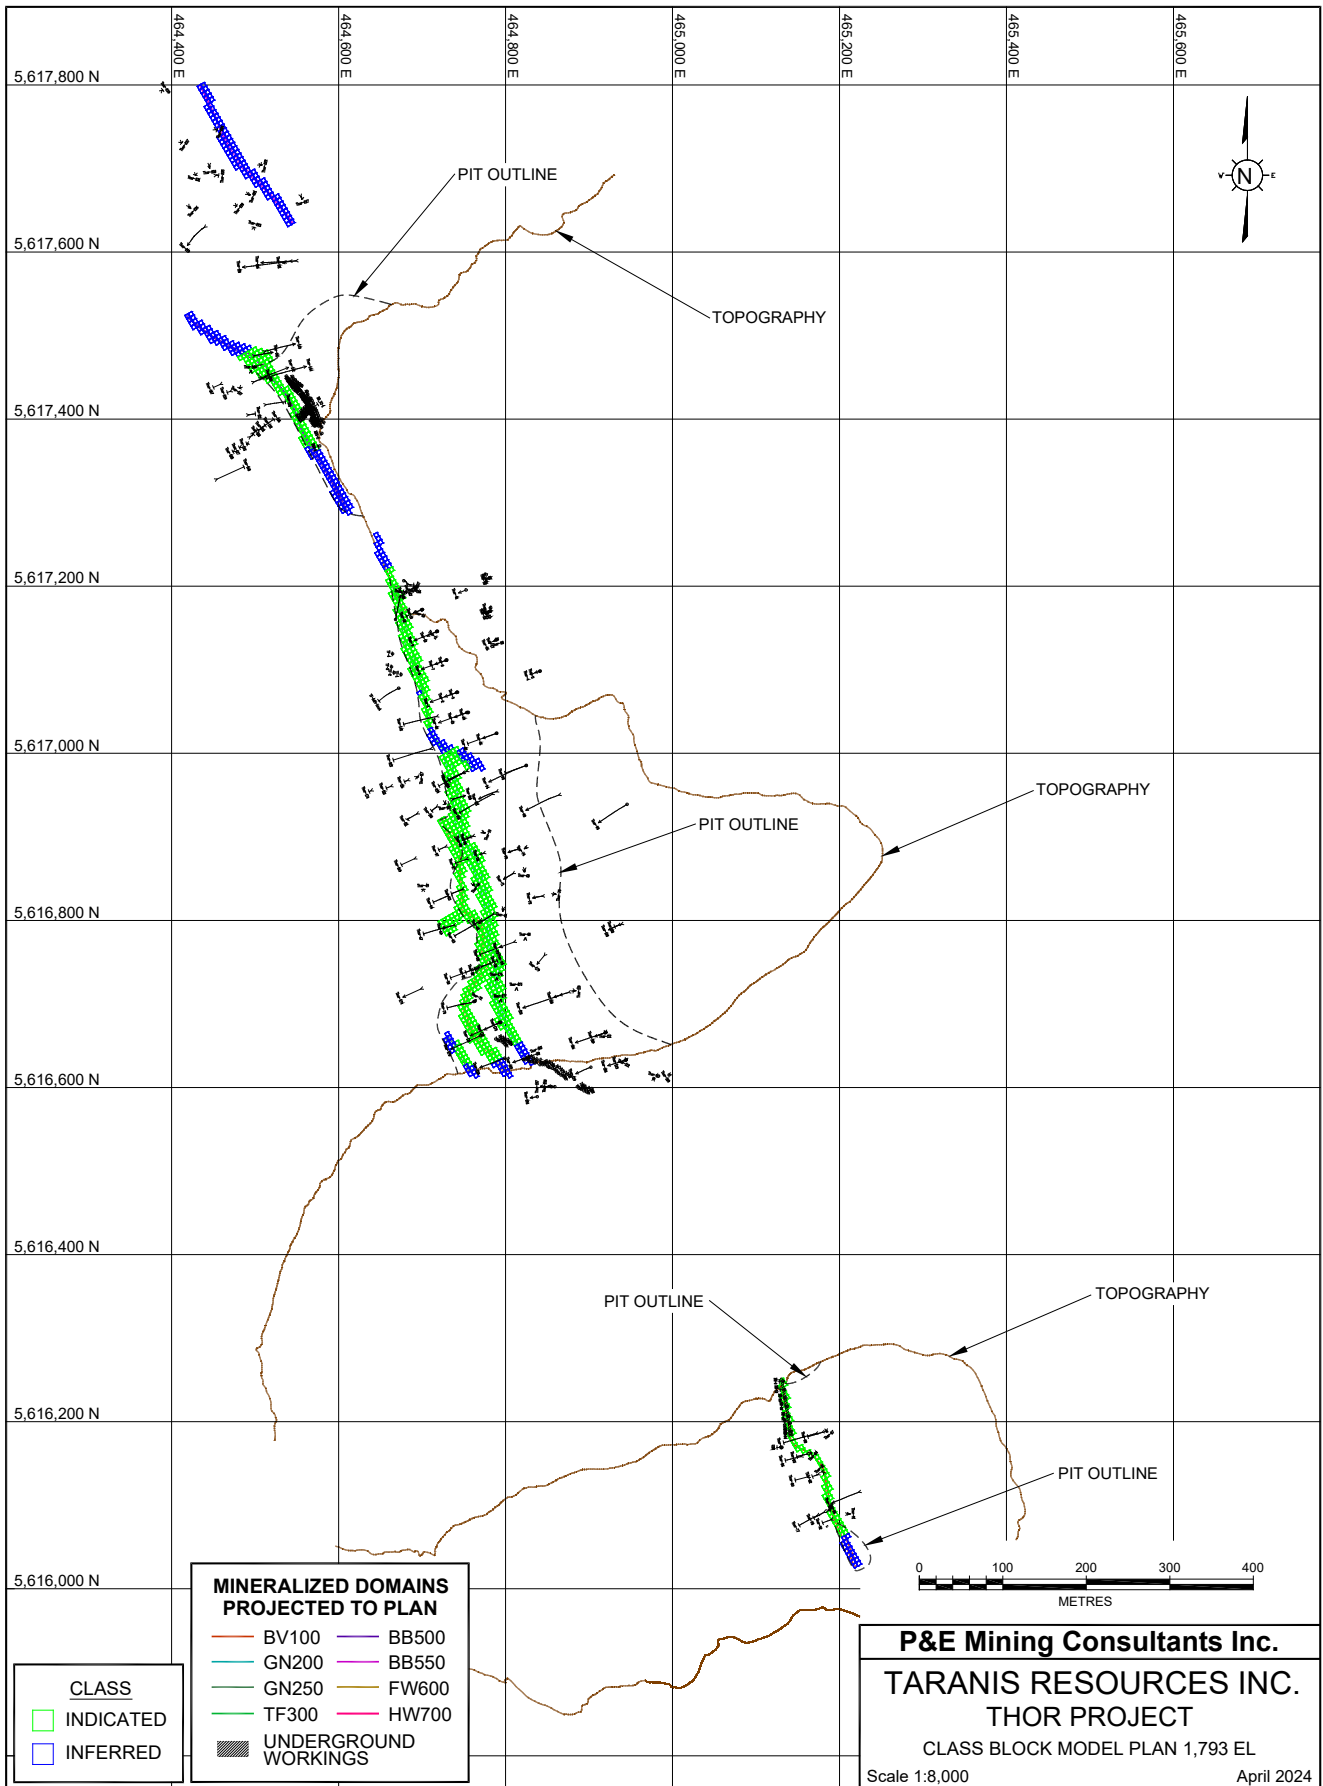 464,400 E
464,600 E
464,800 E
465,000 E
465,200 E
465,400 E
465,600 E
5,617,800 N
PIT OUTLINE
W
N
E
5,617,600 N
TOPOGRAPHY
5,617,400 N
5,617,200 N
5,617,000 N
TOPOGRAPHY
PIT OUTLINE
5,616,800 N
5,616,600 N
5,616,400 N
PIT OUTLINE
TOPOGRAPHY
5,616,200 N
PIT OUTLINE
5,616,000 N
0 100 200 300 400
METRES
MINERALIZED DOMAINS
PROJECTED TO PLAN
BV100 BB500
GN200 BB550
GN250 FW600
TF300 HW700
UNDERGROUND
WORKINGS
CLASS
INDICATED
INFERRED
P&E Mining Consultants Inc.
TARANIS RESOURCES INC.
THOR PROJECT
CLASS BLOCK MODEL PLAN 1,793 EL
Scale 1:8,000 April 2024